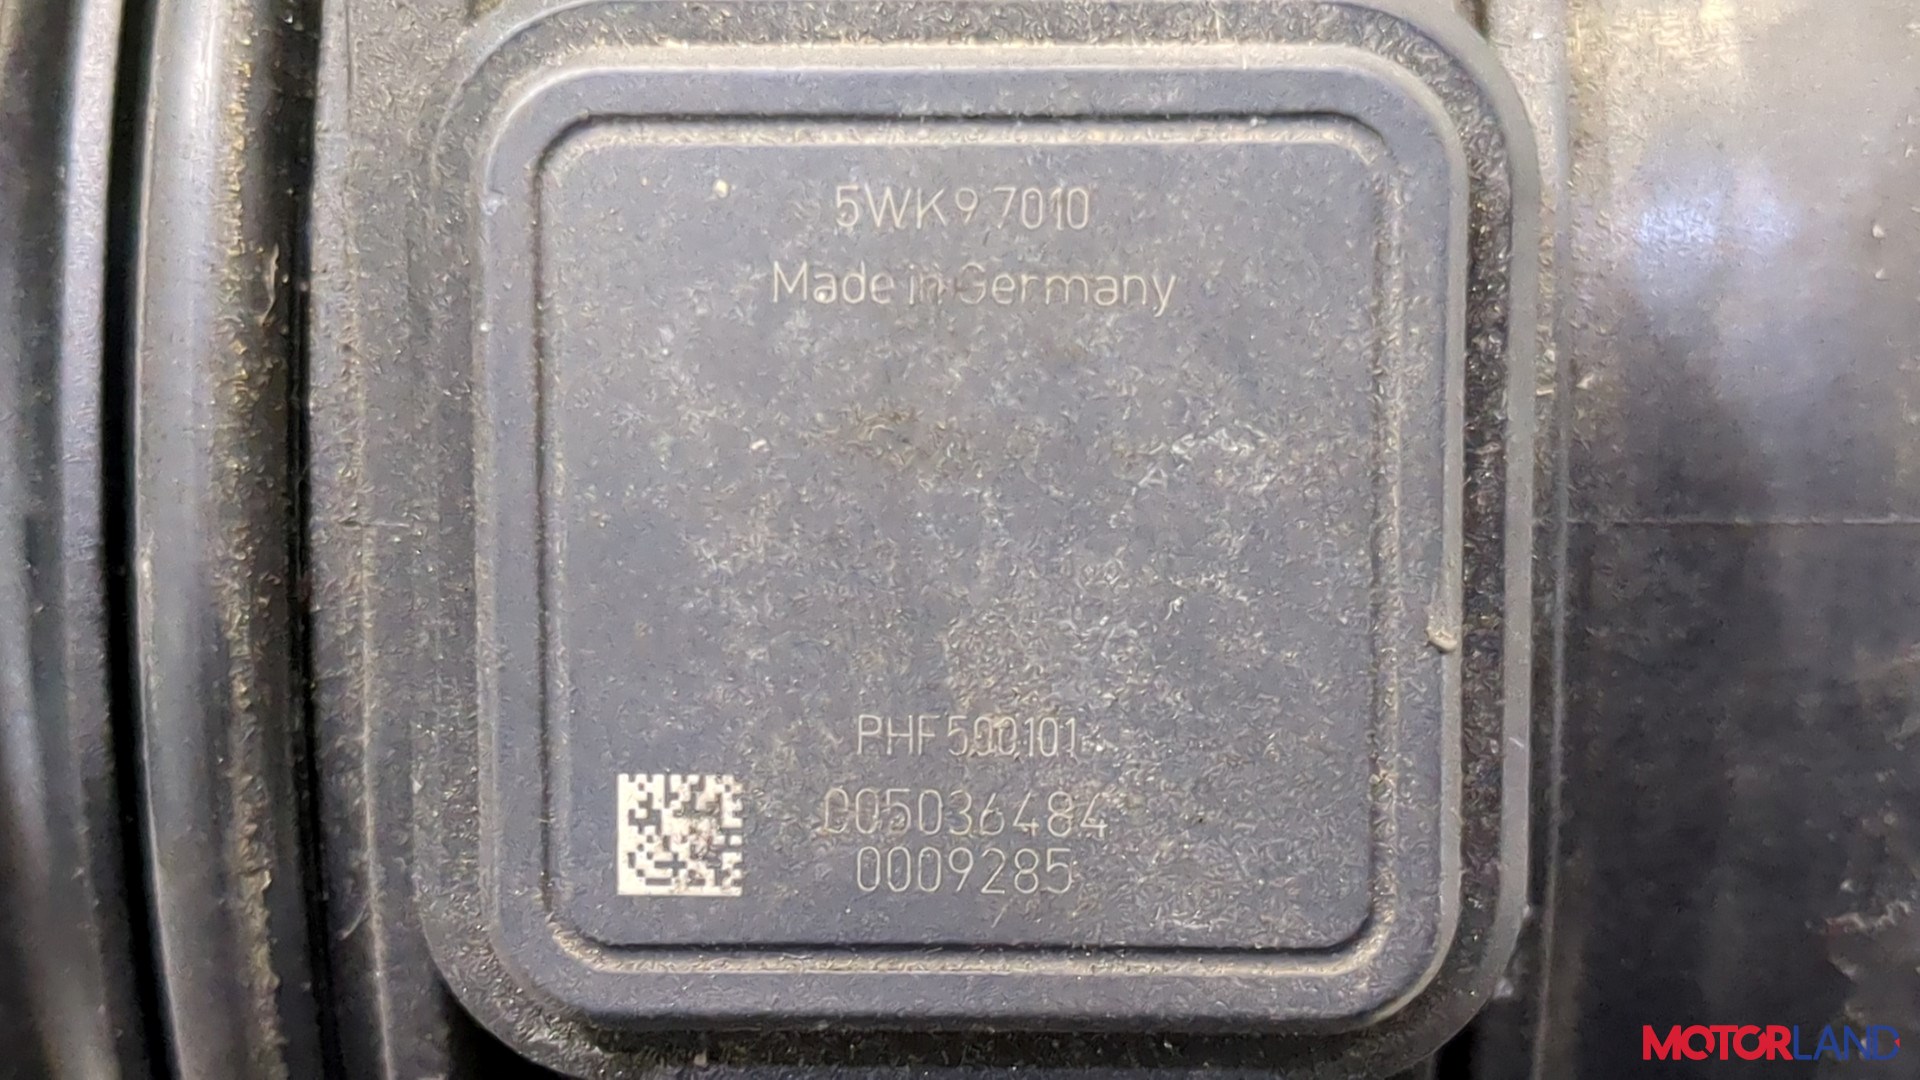 5WK97010
Made in Germany
PHF500101
005036484
0009285
MOTORLAND